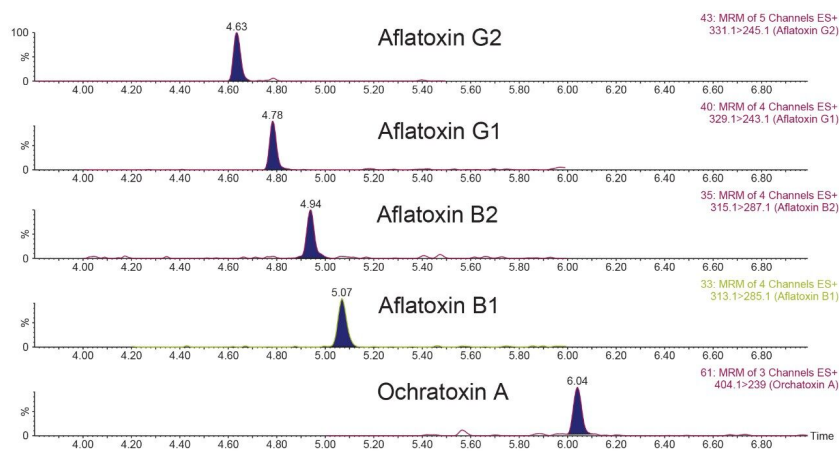 43: MRM of 5 Channels ES+
331.1>245.1 (Aflatoxin G2)
Aflatoxin G2
4.63
100
%
0
4.00 4.20 4.40 4.60 4.80 5.00 5.20 5.40 5.60 5.80 6.00 6.20 6.40 6.60 6.80
40: MRM of 4 Channels ES+
329.1>243.1 (Aflatoxin G1)
Aflatoxin G1
4.78
%
0
4.00 4.20 4.40 4.60 4.80 5.00 5.20 5.40 5.60 5.80 6.00 6.20 6.40 6.60 6.80
35: MRM of 4 Channels ES+
315.1>287.1 (Aflatoxin B2)
Aflatoxin B2
4.94
%
0
4.00 4.20 4.40 4.60 4.80 5.00 5.20 5.40 5.60 5.80 6.00 6.20 6.40 6.60 6.80
33: MRM of 4 Channels ES+
313.1>285.1 (Aflatoxin B1)
Aflatoxin B1
5.07
%
0
4.00 4.20 4.40 4.60 4.80 5.00 5.20 5.40 5.60 5.80 6.00 6.20 6.40 6.60 6.80
61: MRM of 3 Channels ES+
404.1>239 (Orchatoxin A)
Ochratoxin A
6.04
%
0
Time
4.00 4.20 4.40 4.60 4.80 5.00 5.20 5.40 5.60 5.80 6.00 6.20 6.40 6.60 6.80